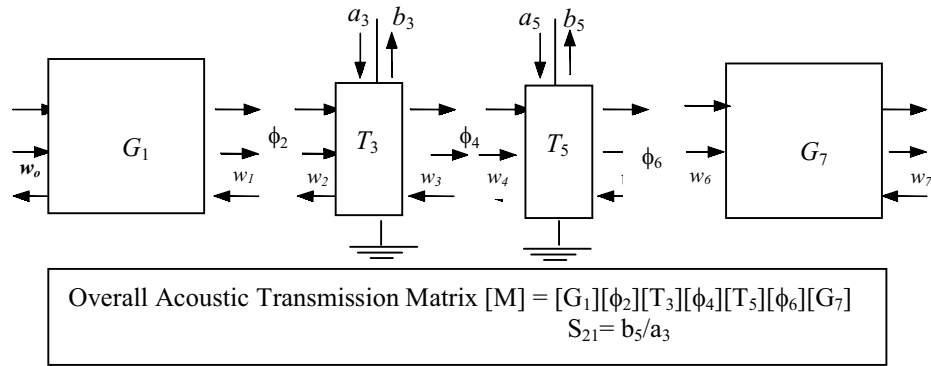 a₃ b₃ a₅ b₅
G₁ ϕ₂ T₃ ϕ₄ T₅ ϕ₆ G₇
wₒ w₁ w₂ w₃ w₄ w₆ w₇
Overall Acoustic Transmission Matrix [M] = [G₁][ϕ₂][T₃][ϕ₄][T₅][ϕ₆][G₇]
S₂₁= b₅/a₃